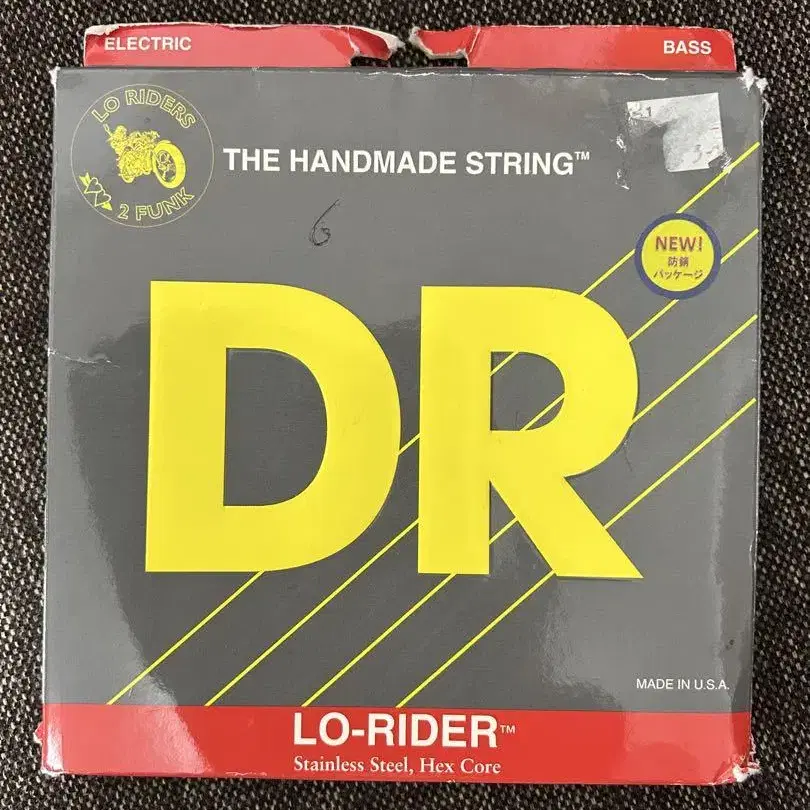 ELECTRIC
BASS
LO RIDERS
2 FUNK
THE HANDMADE STRING™
6
NEW!
防錆
パッケージ
DR
MADE IN U.S.A.
LO-RIDER™
Stainless Steel, Hex Core